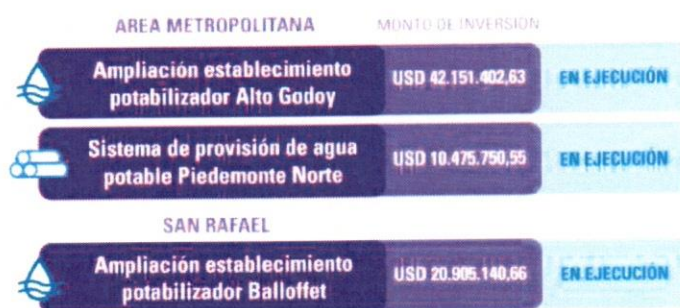 AREA METROPOLITANA MONTO DE INVERSIÓN
Ampliación establecimiento
potabilizador Alto Godoy
USD 42.151.402,63
EN EJECUCIÓN
Sistema de provisión de agua
potable Piedemonte Norte
USD 10.475.750,55
EN EJECUCIÓN
SAN RAFAEL
Ampliación establecimiento
potabilizador Balloffet
USD 20.905.140,66
EN EJECUCIÓN